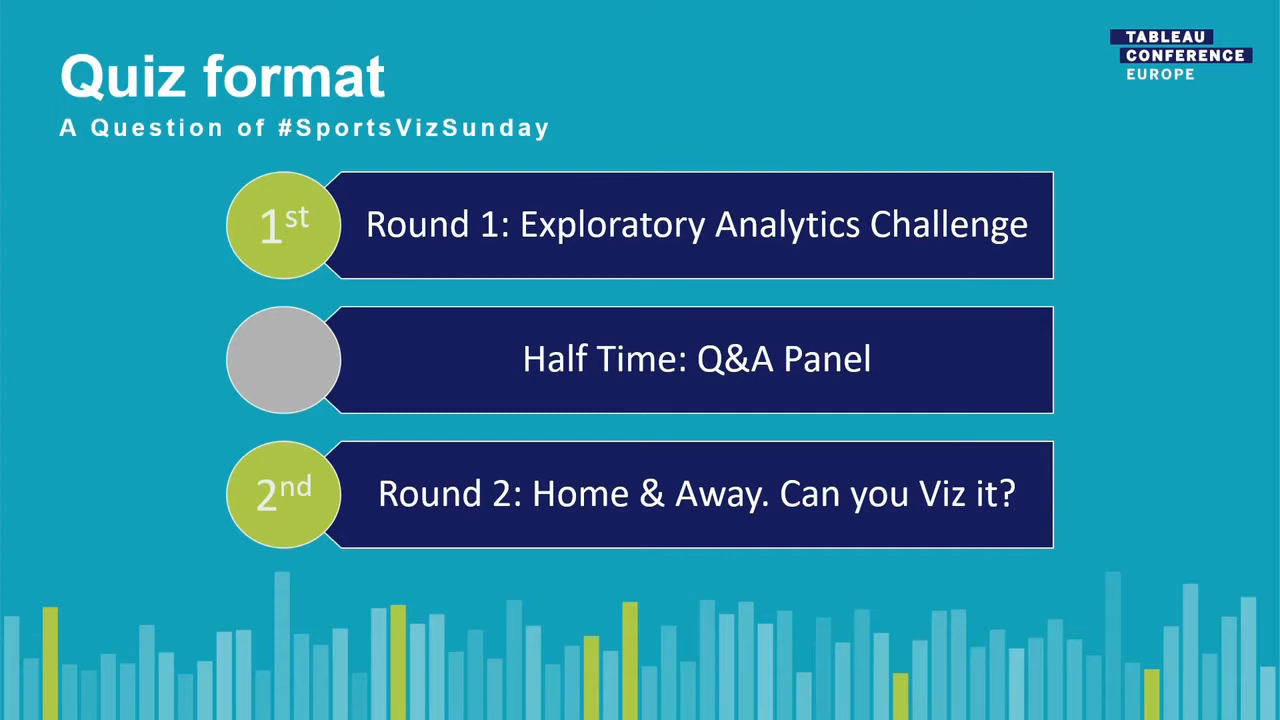 Quiz format
A Question of #SportsVizSunday
TABLEAU
CONFERENCE
EUROPE
1st
Round 1: Exploratory Analytics Challenge
Half Time: Q&A Panel
2nd
Round 2: Home & Away. Can you Viz it?